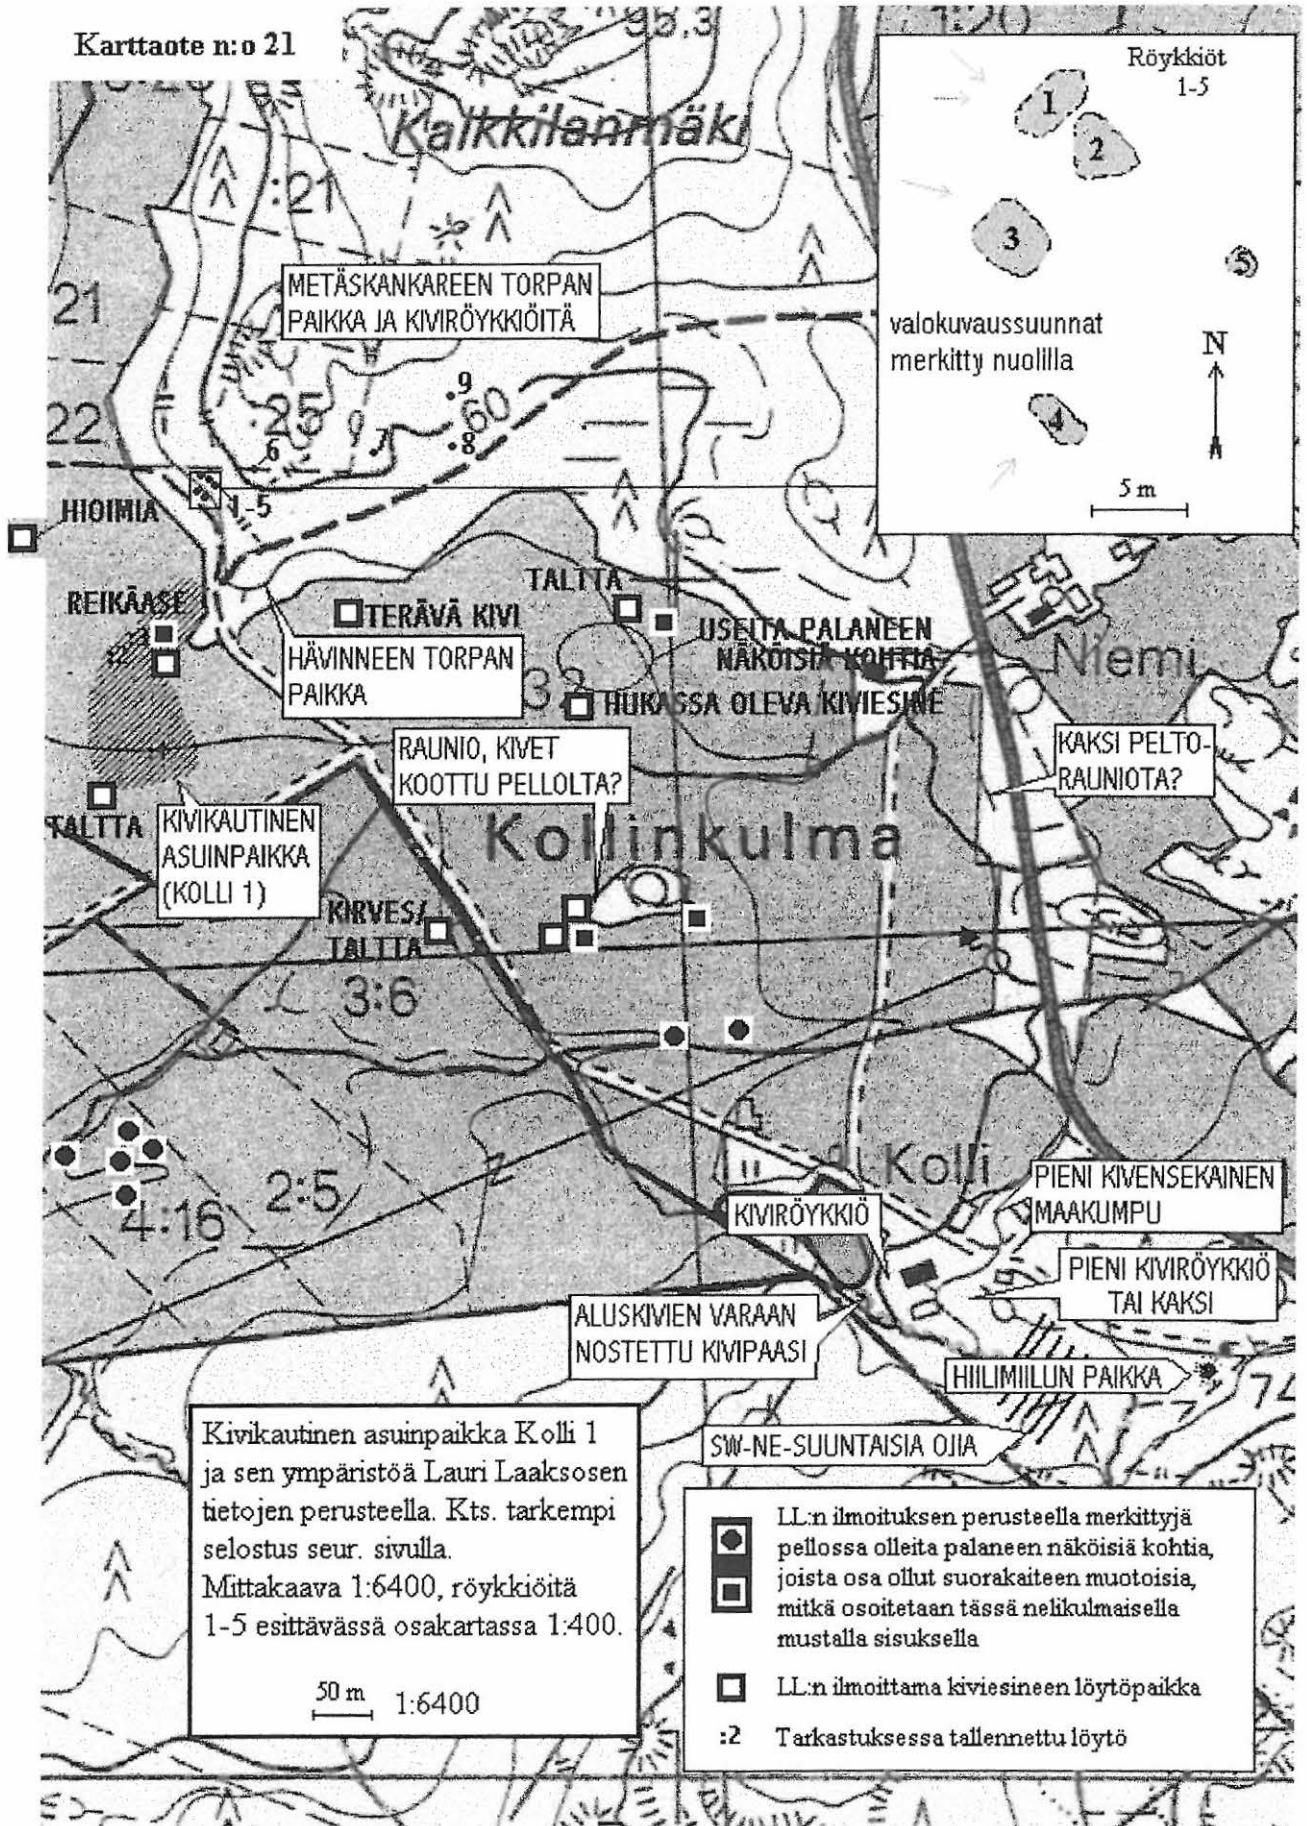 Karttaote n:o 21
95.3
1:20
Kalkkilanmäki
Röykkiöt
1-5
1
2
3
5
4
valokuvaussuunnat
merkitty nuolilla
N
5 m
:21
21
22
METÄSKANKAREEN TORPAN
PAIKKA JA KIVIRÖYKKIÖITÄ
25
9
60
6
7
8
1-5
HIOIMIA
REIKÄASE
:2
TERÄVÄ KIVI
TALTTA
USEITA PALANEEN
NÄKÖISIÄ KOHTIA
Niemi
HÄVINNEEN TORPAN
PAIKKA
HUKASSA OLEVA KIVIESINE
RAUNIO, KIVET
KOOTTU PELLOLTA?
KAKSI PELTO-
RAUNIOTA?
TALTTA
KIVIKAUTINEN
ASUINPAIKKA
(KOLLI 1)
Kollinkulma
KIRVES/
TALTTA
3:6
2:5
4:16
Kolli
PIENI KIVENSEKAINEN
MAAKUMPU
KIVIRÖYKKIÖ
PIENI KIVIRÖYKKIÖ
TAI KAKSI
ALUSKIVIEN VARAAN
NOSTETTU KIVIPAASI
HIILIMIILUN PAIKKA
74
SW-NE-SUUNTAISIA OJIA
Kivikautinen asuinpaikka Kolli 1
ja sen ympäristöä Lauri Laaksosen
tietojen perusteella. Kts. tarkempi
selostus seur. sivulla.
Mittakaava 1:6400, röykkiöitä
1-5 esittävässä osakartassa 1:400.
50 m 1:6400
LL:n ilmoituksen perusteella merkittyjä
pellossa olleita palaneen näköisiä kohtia,
joista osa ollut suorakaiteen muotoisia,
mitkä osoitetaan tässä nelikulmaisella
mustalla sisuksella
LL:n ilmoittama kiviesineen löytöpaikka
:2 Tarkastuksessa tallennettu löytö